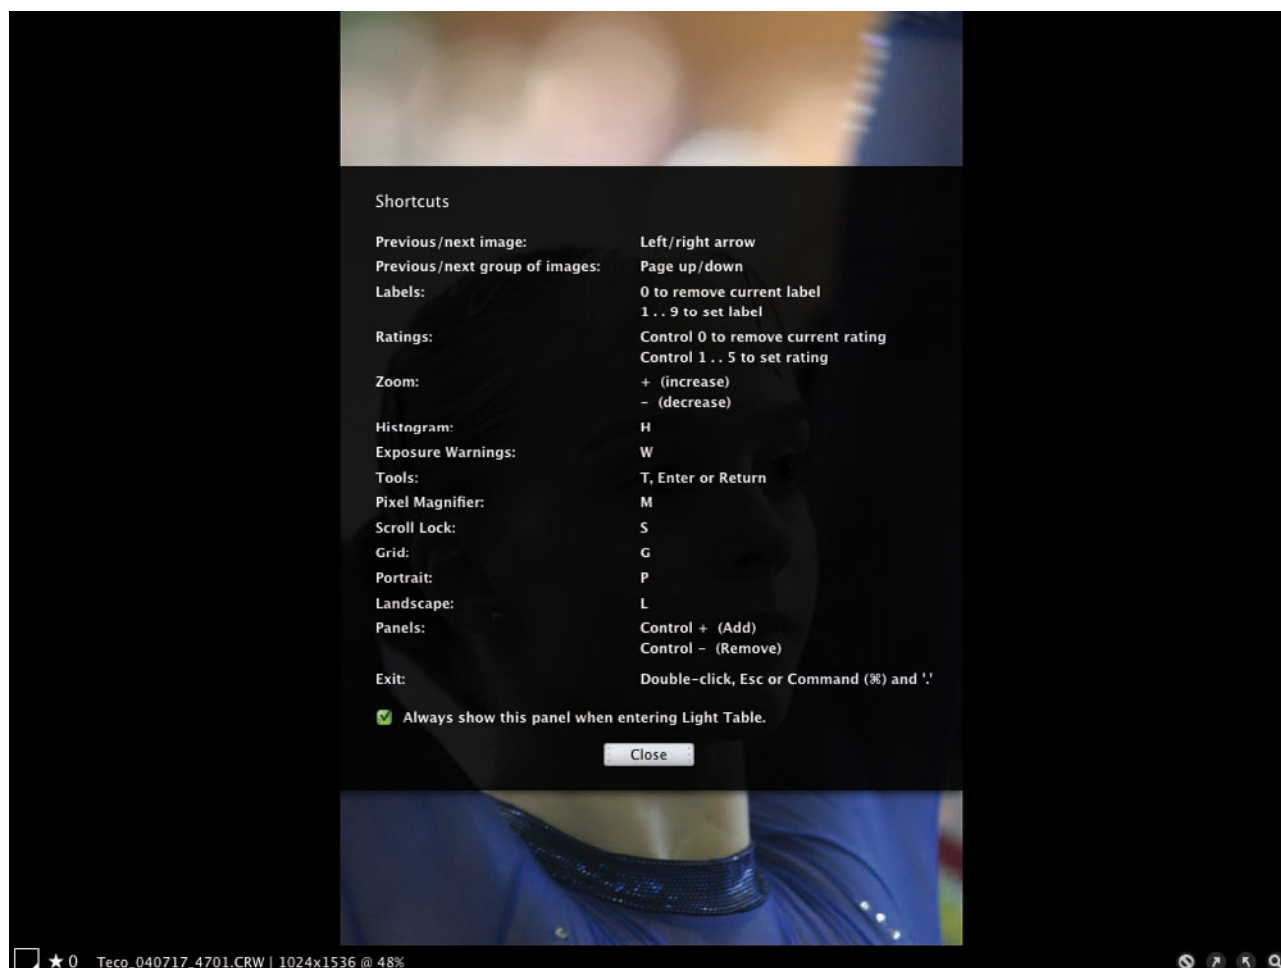 Shortcuts
Previous/next image: Left/right arrow
Previous/next group of images: Page up/down
Labels: 0 to remove current label
1 . . 9 to set label
Ratings: Control 0 to remove current rating
Control 1 . . 5 to set rating
Zoom: + (increase)
– (decrease)
Histogram: H
Exposure Warnings: W
Tools: T, Enter or Return
Pixel Magnifier: M
Scroll Lock: S
Grid: G
Portrait: P
Landscape: L
Panels: Control + (Add)
Control – (Remove)
Exit: Double-click, Esc or Command (⌘) and '.'
Always show this panel when entering Light Table.
Close
★ 0 Teco_040717_4701.CRW | 1024x1536 @ 48%